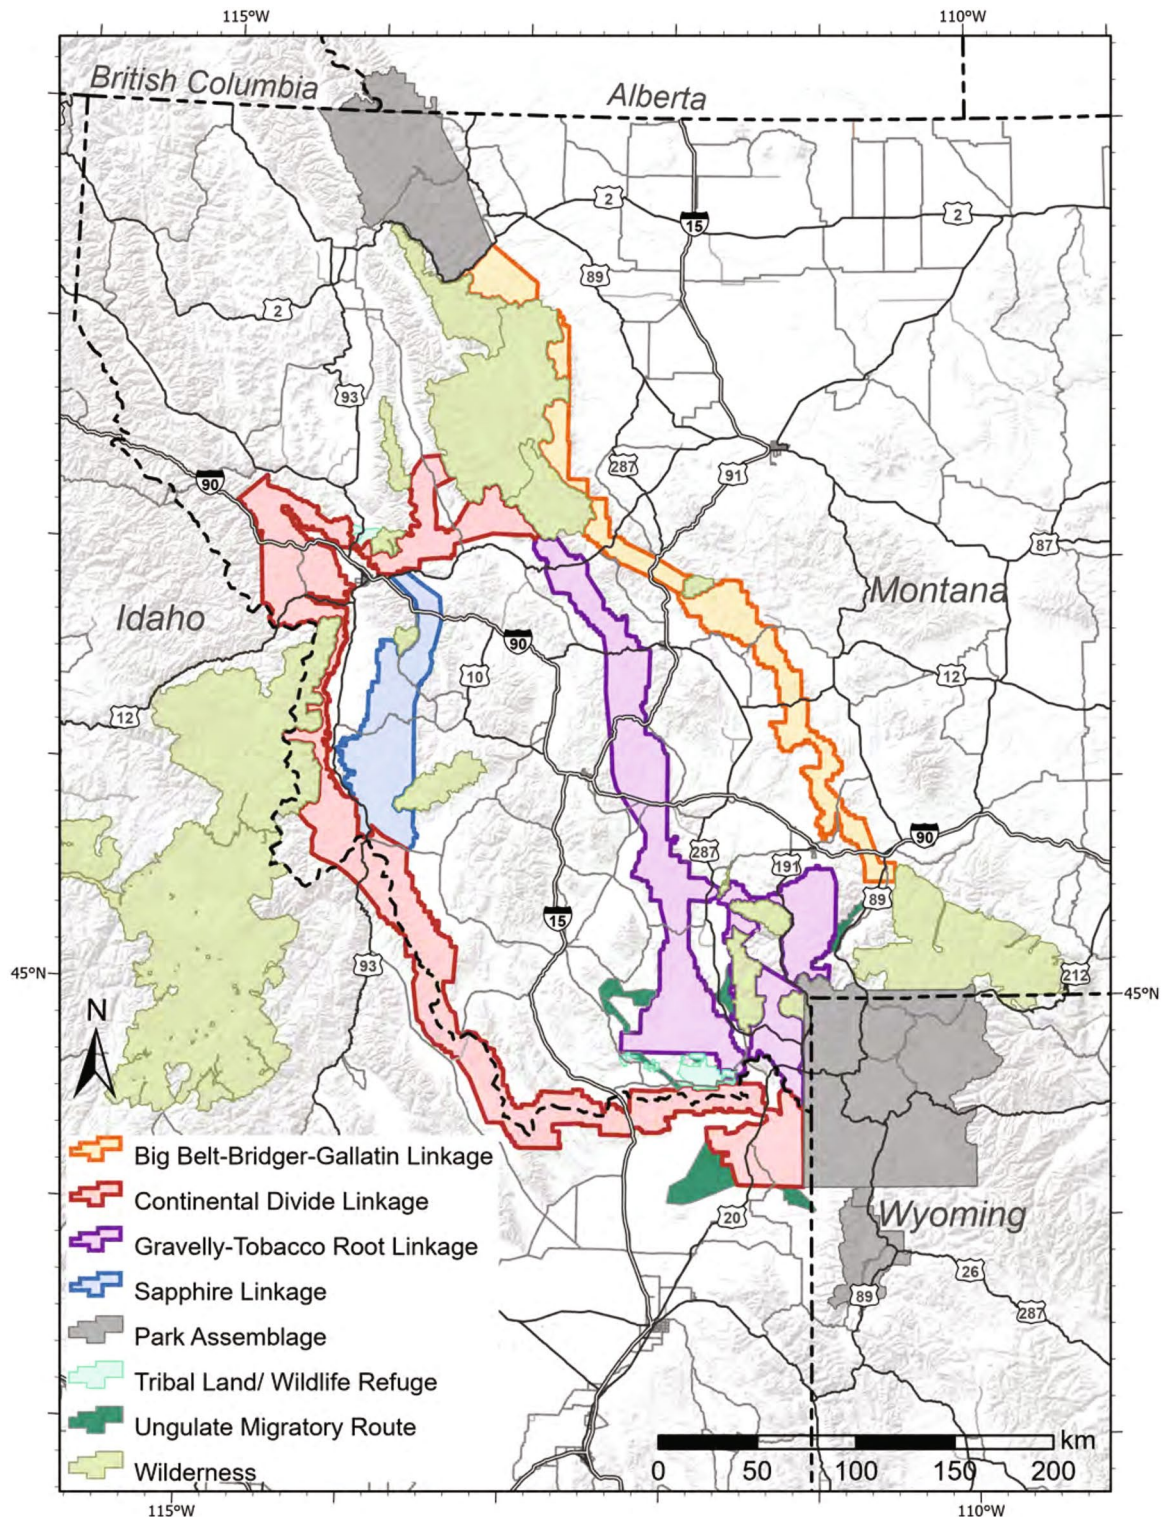 115°W
110°W
British Columbia
Alberta
2
2
15
89
2
93
287
91
90
87
Montana
Idaho
90
10
12
12
90
287
191
89
45°N
93
212
45°N
N
Big Belt-Bridger-Gallatin Linkage
Continental Divide Linkage
Gravelly-Tobacco Root Linkage
Sapphire Linkage
Park Assemblage
Tribal Land/ Wildlife Refuge
Ungulate Migratory Route
Wilderness
15
20
Wyoming
26
89
287
km
0 50 100 150 200
115°W
110°W